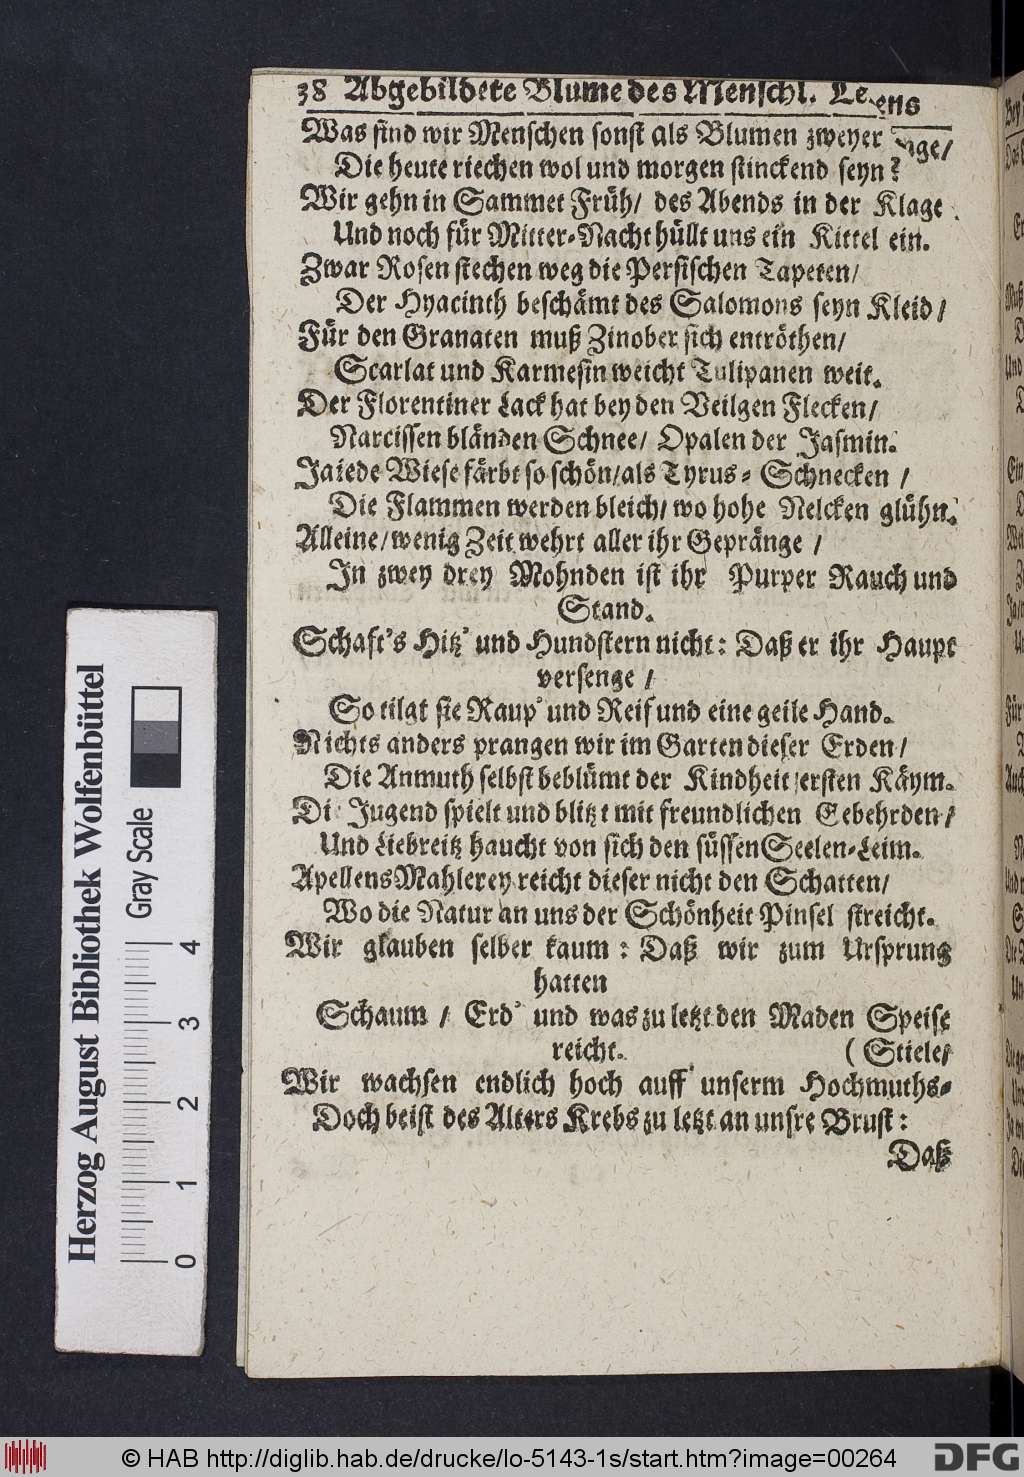 38 Abgebildete Blume des Menschl. Lebens
Was sind wir Menschen sonst als Blumen zweyer Tage/
Die heute riechen wol und morgen stinckend seyn?
Wir gehn in Sammet Früh/ des Abends in der Klage
Und noch für Mitter-Nacht hüllt uns ein Kittel ein.
Zwar Rosen stechen weg die Persischen Tapeten/
Der Hyacinth beschämt des Salomons seyn Kleid/
Für den Granaten muß Zinober sich entröthen/
Scarlat und Karmesin weicht Tulipanen weit.
Der Florentiner Lack hat bey den Veilgen Flecken/
Narcissen bländen Schnee/ Opalen der Jasmin.
Ja iede Wiese färbt so schön/ als Tyrus-Schnecken/
Die Flammen werden bleich/ wo hohe Nelcken glühn.
Alleine/ wenig Zeit wehrt aller ihr Gepränge/
In zwey drey Mohnden ist ihr Purper Rauch und
Stand.
Schaft's Hitz' und Hundstern nicht: Daß er ihr Haupt
versenge/
So tilgt sie Raup' und Reif und eine geile Hand.
Nichts anders prangen wir im Garten dieser Erden/
Die Anmuth selbst beblümt der Kindheit ersten Käym.
Di Jugend spielt und blitzt mit freundlichen Gebehrden/
Und Liebreitz haucht von sich den süssen Seelen-Leim.
Apellens Mahlerey reicht dieser nicht den Schatten/
Wo die Natur an uns der Schönheit Pinsel streicht.
Wir glauben selber kaum: Daß wir zum Ursprung
hatten
Schaum/ Erd' und was zu letzt den Maden Speise
reicht. (Stiele/
Wir wachsen endlich hoch auff unserm Hochmuths-
Doch beist des Alters Krebs zu letzt an unsre Brust:
Daß
Herzog August Bibliothek Wolfenbüttel
Gray Scale
0 1 2 3 4
© HAB http://diglib.hab.de/drucke/lo-5143-1s/start.htm?image=00264
DFG